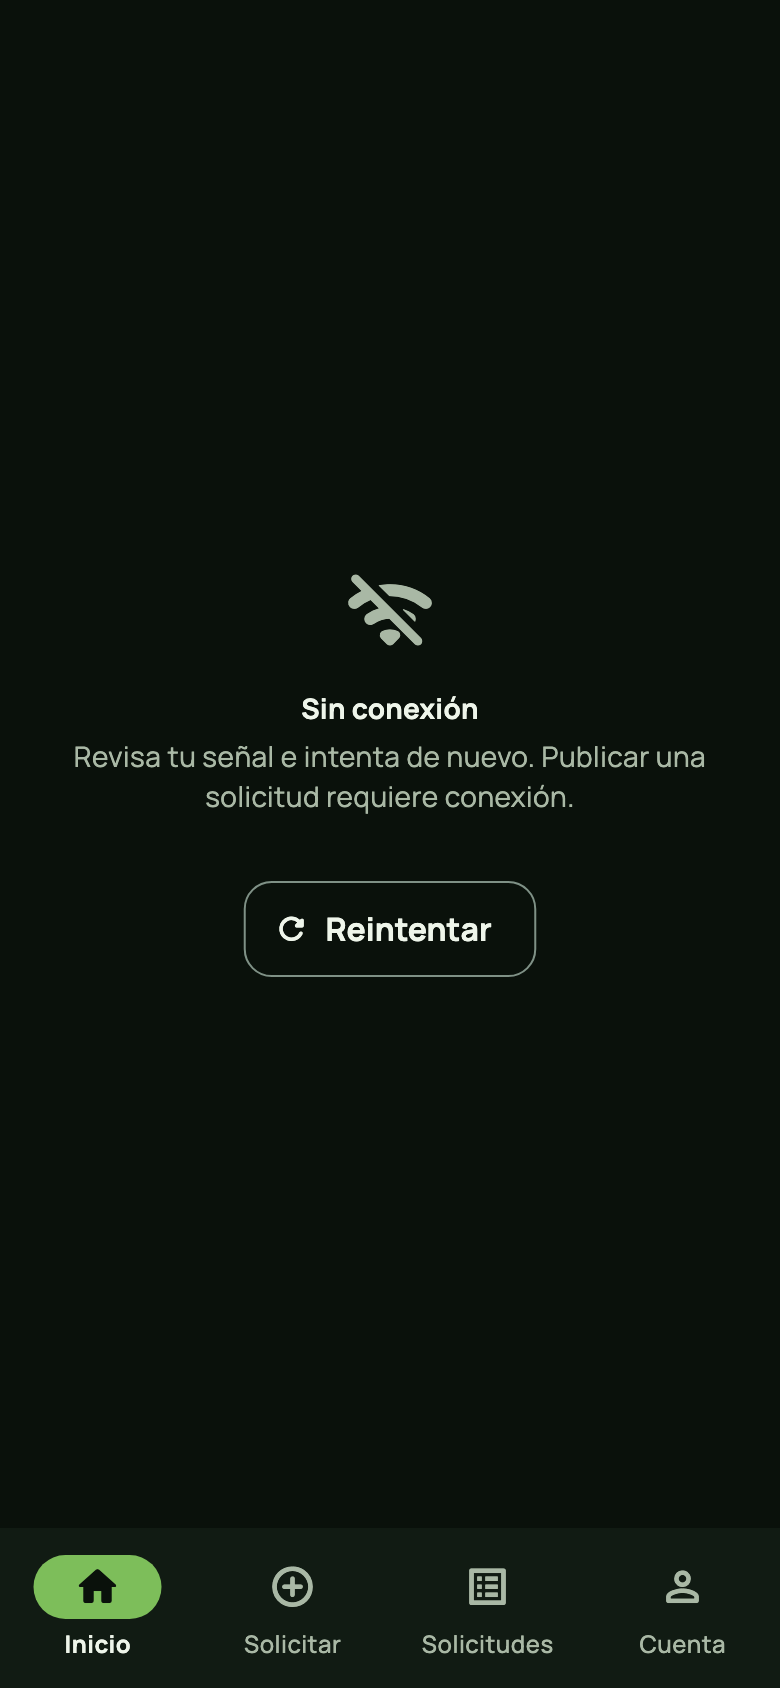 Sin conexión
Revisa tu señal e intenta de nuevo. Publicar una
solicitud requiere conexión.
Reintentar
Inicio
Solicitar
Solicitudes
Cuenta